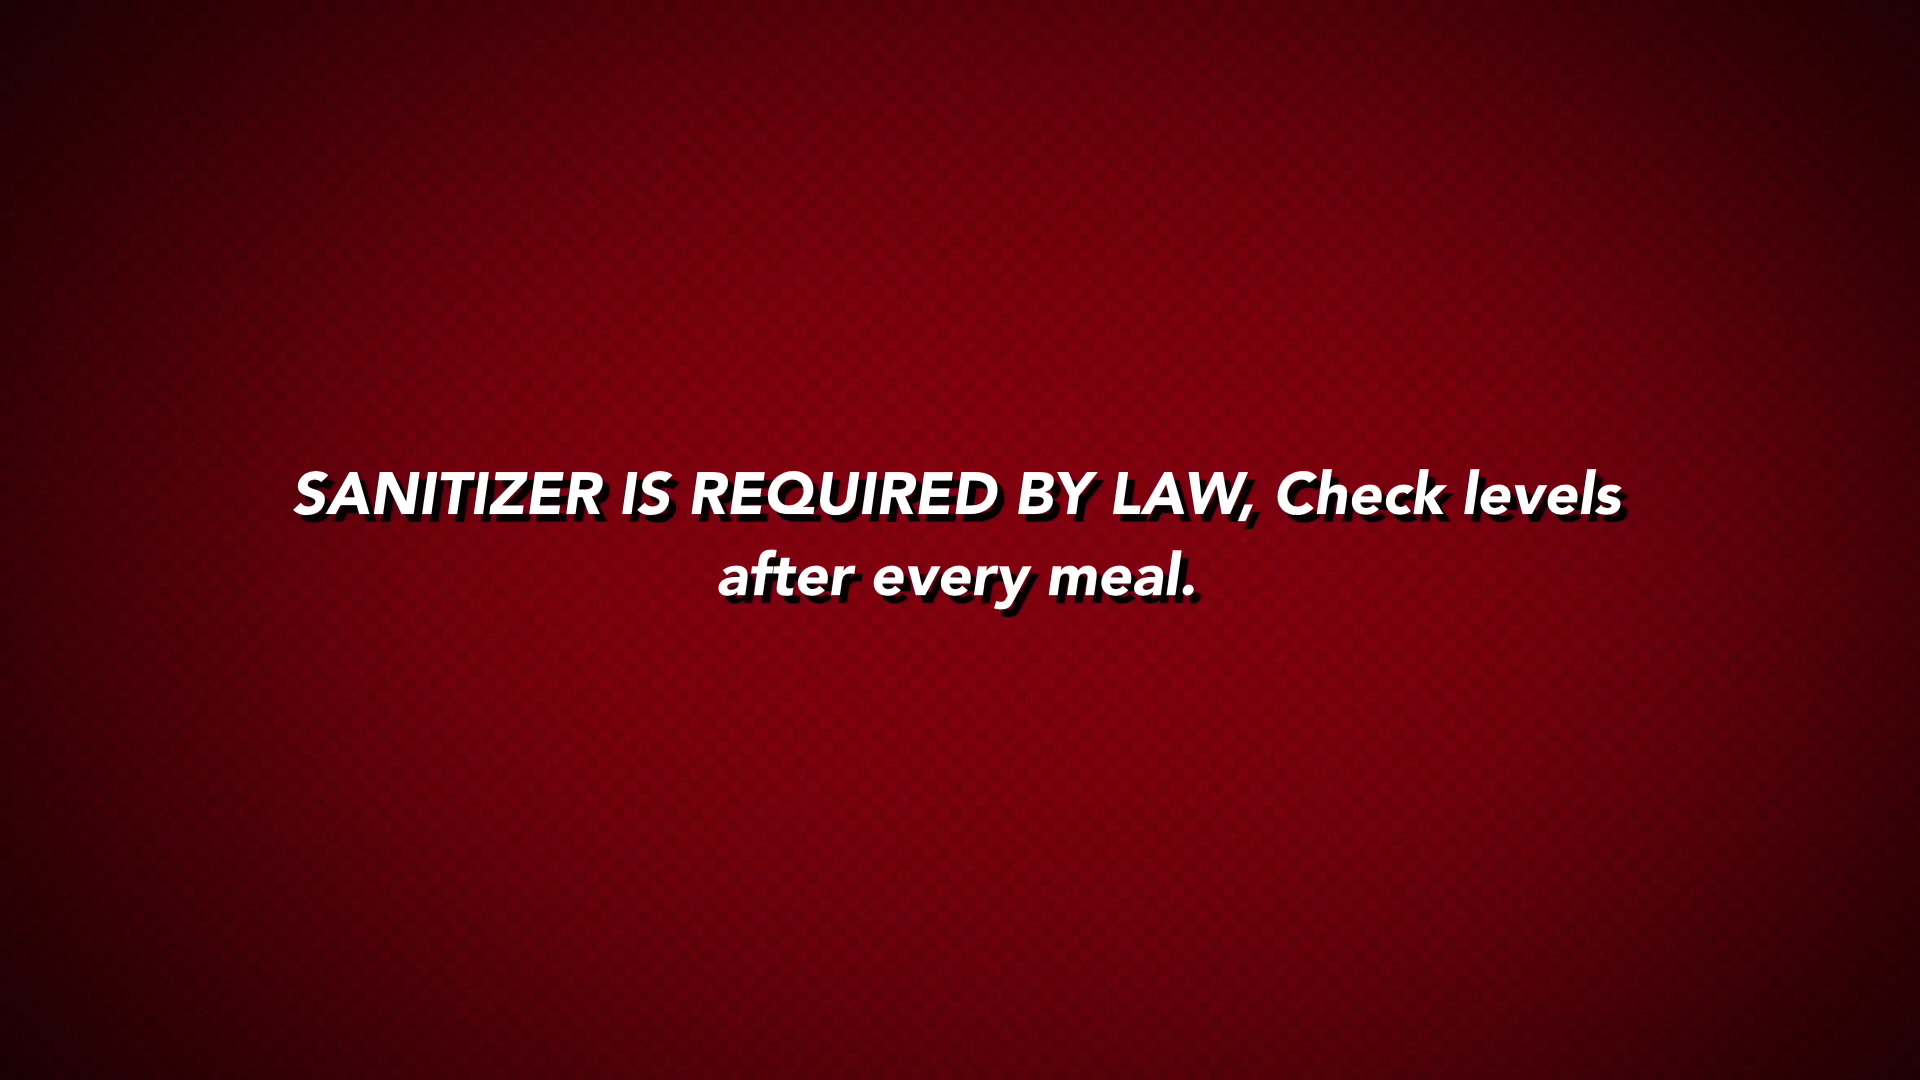 SANITIZER IS REQUIRED BY LAW, Check levels
after every meal.